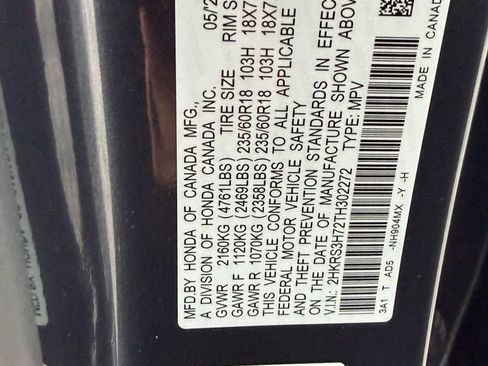 MFD.BY HONDA OF CANADA MFG., 05/2
A DIVISION OF HONDA CANADA INC.
TIRE SIZE RIM S
GVWR 2160KG (4761LBS)
GAWR F 1120KG (2469LBS) 235/60R18 103H 18X7
GAWR R 1070KG (2358LBS) 235/60R18 103H 18X7
THIS VEHICLE CONFORMS TO ALL APPLICABLE
FEDERAL MOTOR VEHICLE SAFETY
AND THEFT PREVENTION STANDARDS IN EFFEC
ON THE DATE OF MANUFACTURE SHOWN ABOV
V.I.N.: 2HKRS3H72TH302272 TYPE: MPV
3A1 T AD5 -NH904MX -Y -H
MADE IN CANAD